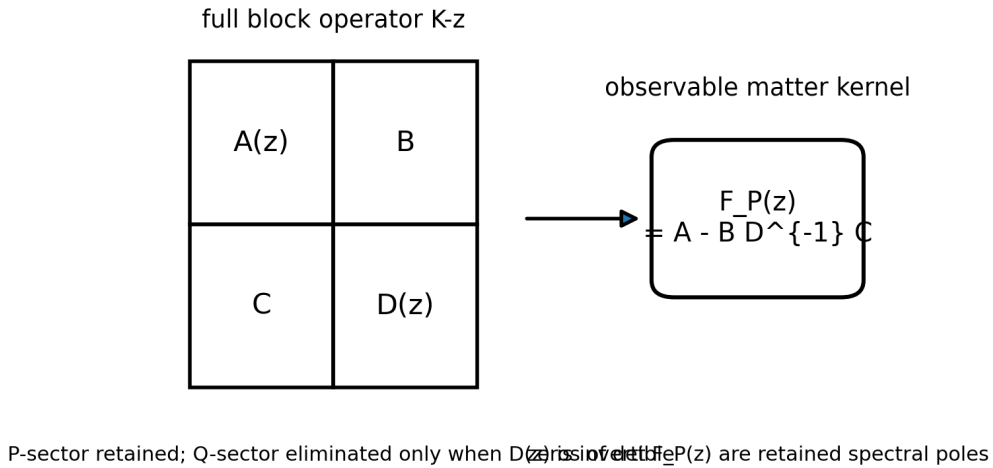 full block operator K-z
observable matter kernel
A(z)
B
F_P(z)
= A - B D^{-1} C
C
D(z)
P-sector retained; Q-sector eliminated only when D(z) is invertible
zeros of det F_P(z) are retained spectral poles